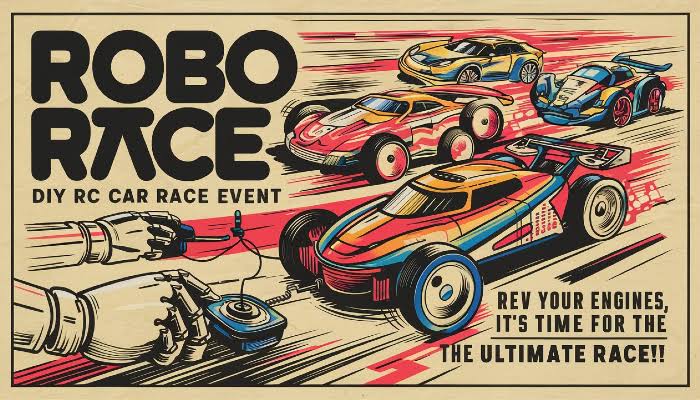 ROBO
RACE
DIY RC CAR RACE EVENT
REV YOUR ENGINES,
IT'S TIME FOR THE
THE ULTIMATE RACE!!